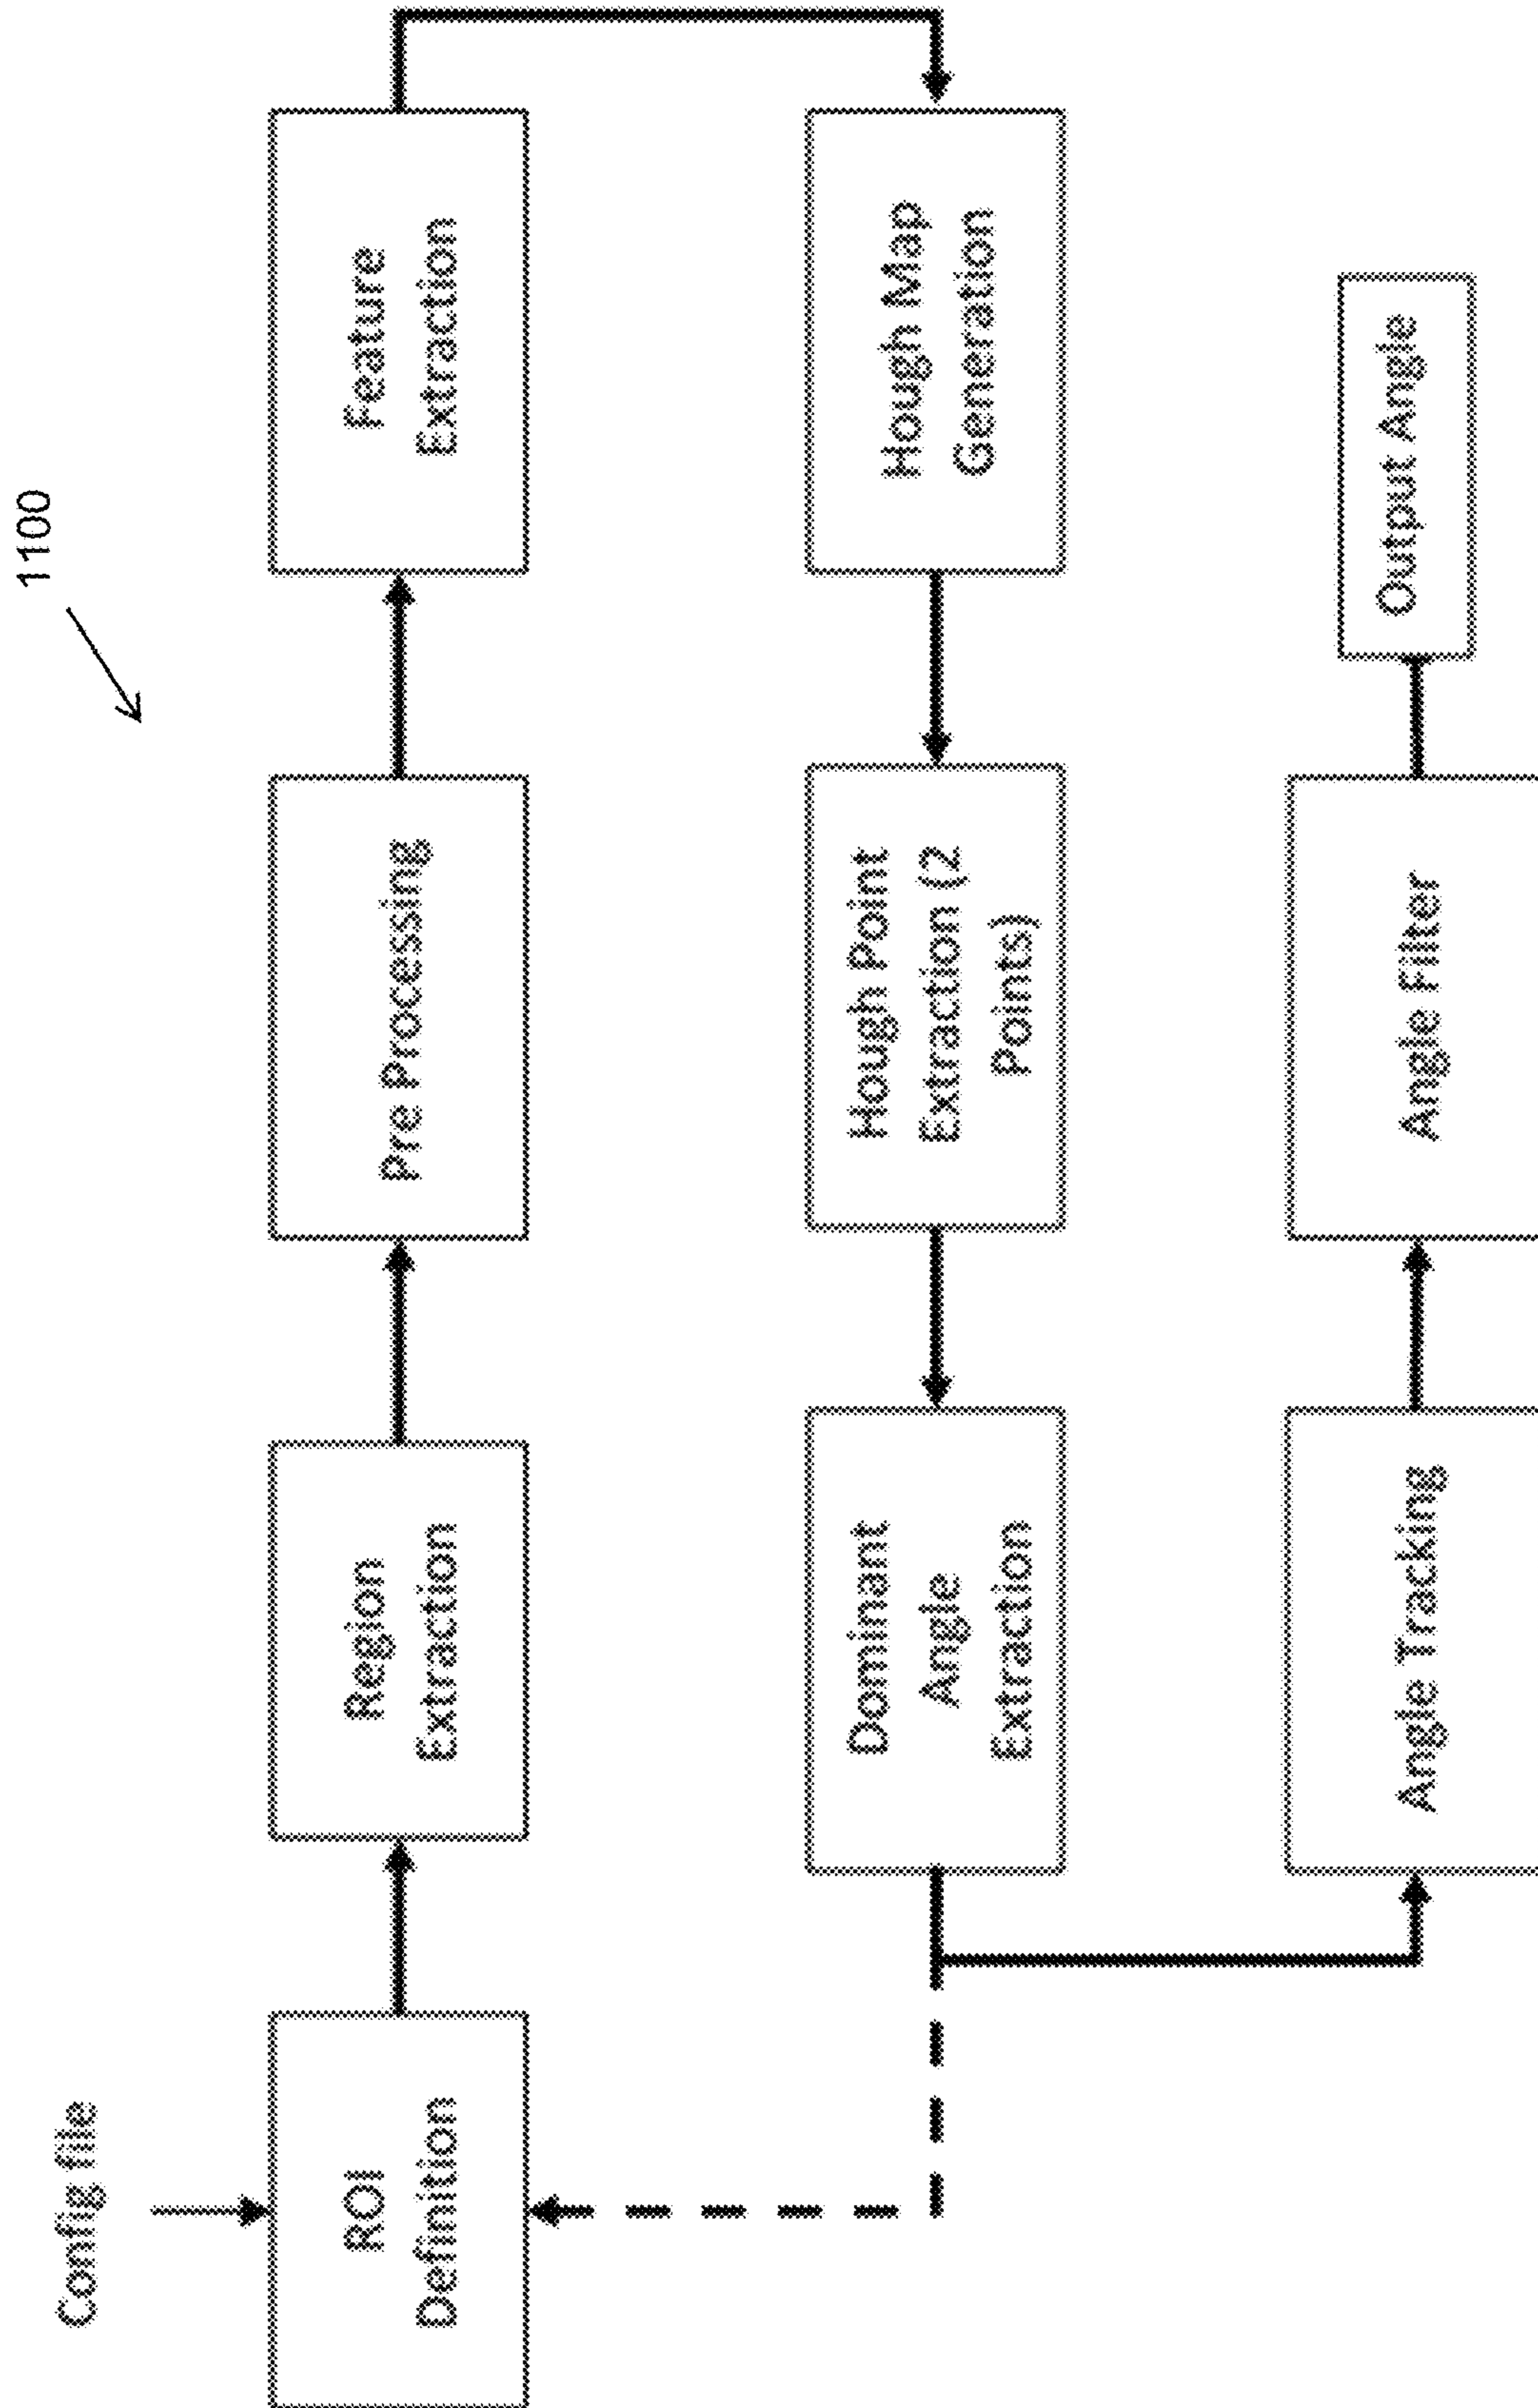 1100
Config file
ROI
Definition
Region
Extraction
Pre Processing
Feature
Extraction
Hough Map
Generation
Hough Point
Extraction (2
Points)
Dominant
Angle
Extraction
Angle Tracking
Angle Filter
Output Angle